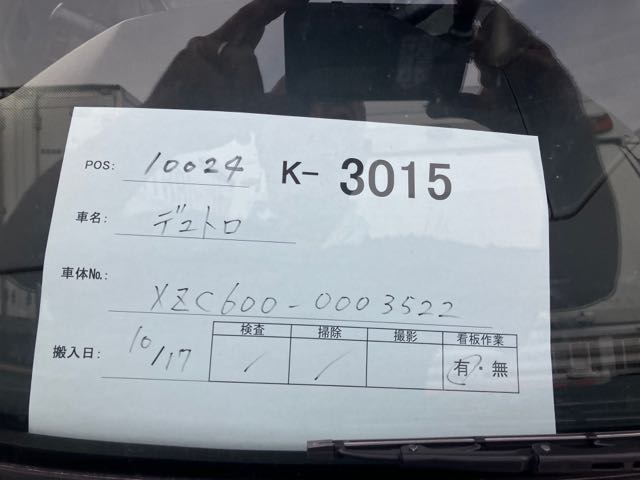 POS: 10024 K- 3015
車名: デュトロ
車体No.: XZC600-0003522
搬入日: 10/17
検査 掃除 撮影 看板作業
/ / 有・無